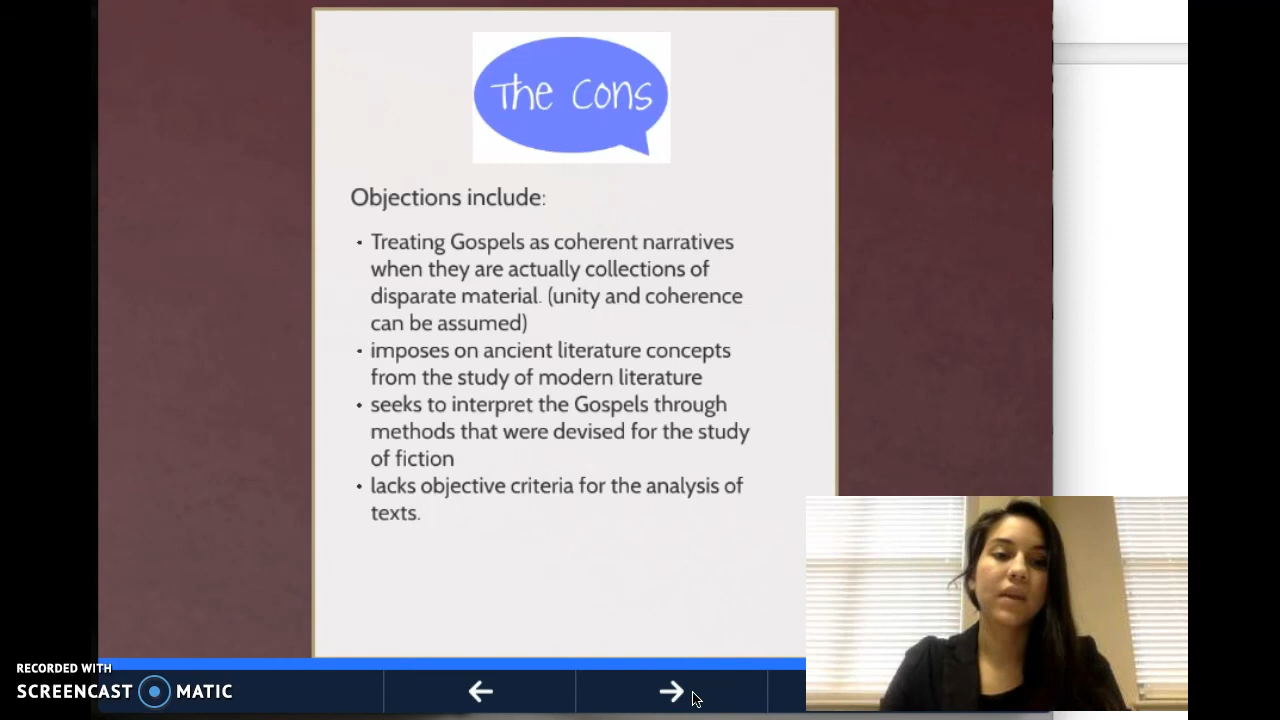 The Cons
Objections include:
• Treating Gospels as coherent narratives
when they are actually collections of
disparate material. (unity and coherence
can be assumed)
• imposes on ancient literature concepts
from the study of modern literature
• seeks to interpret the Gospels through
methods that were devised for the study
of fiction
• lacks objective criteria for the analysis of
texts.
RECORDED WITH
SCREENCAST MATIC